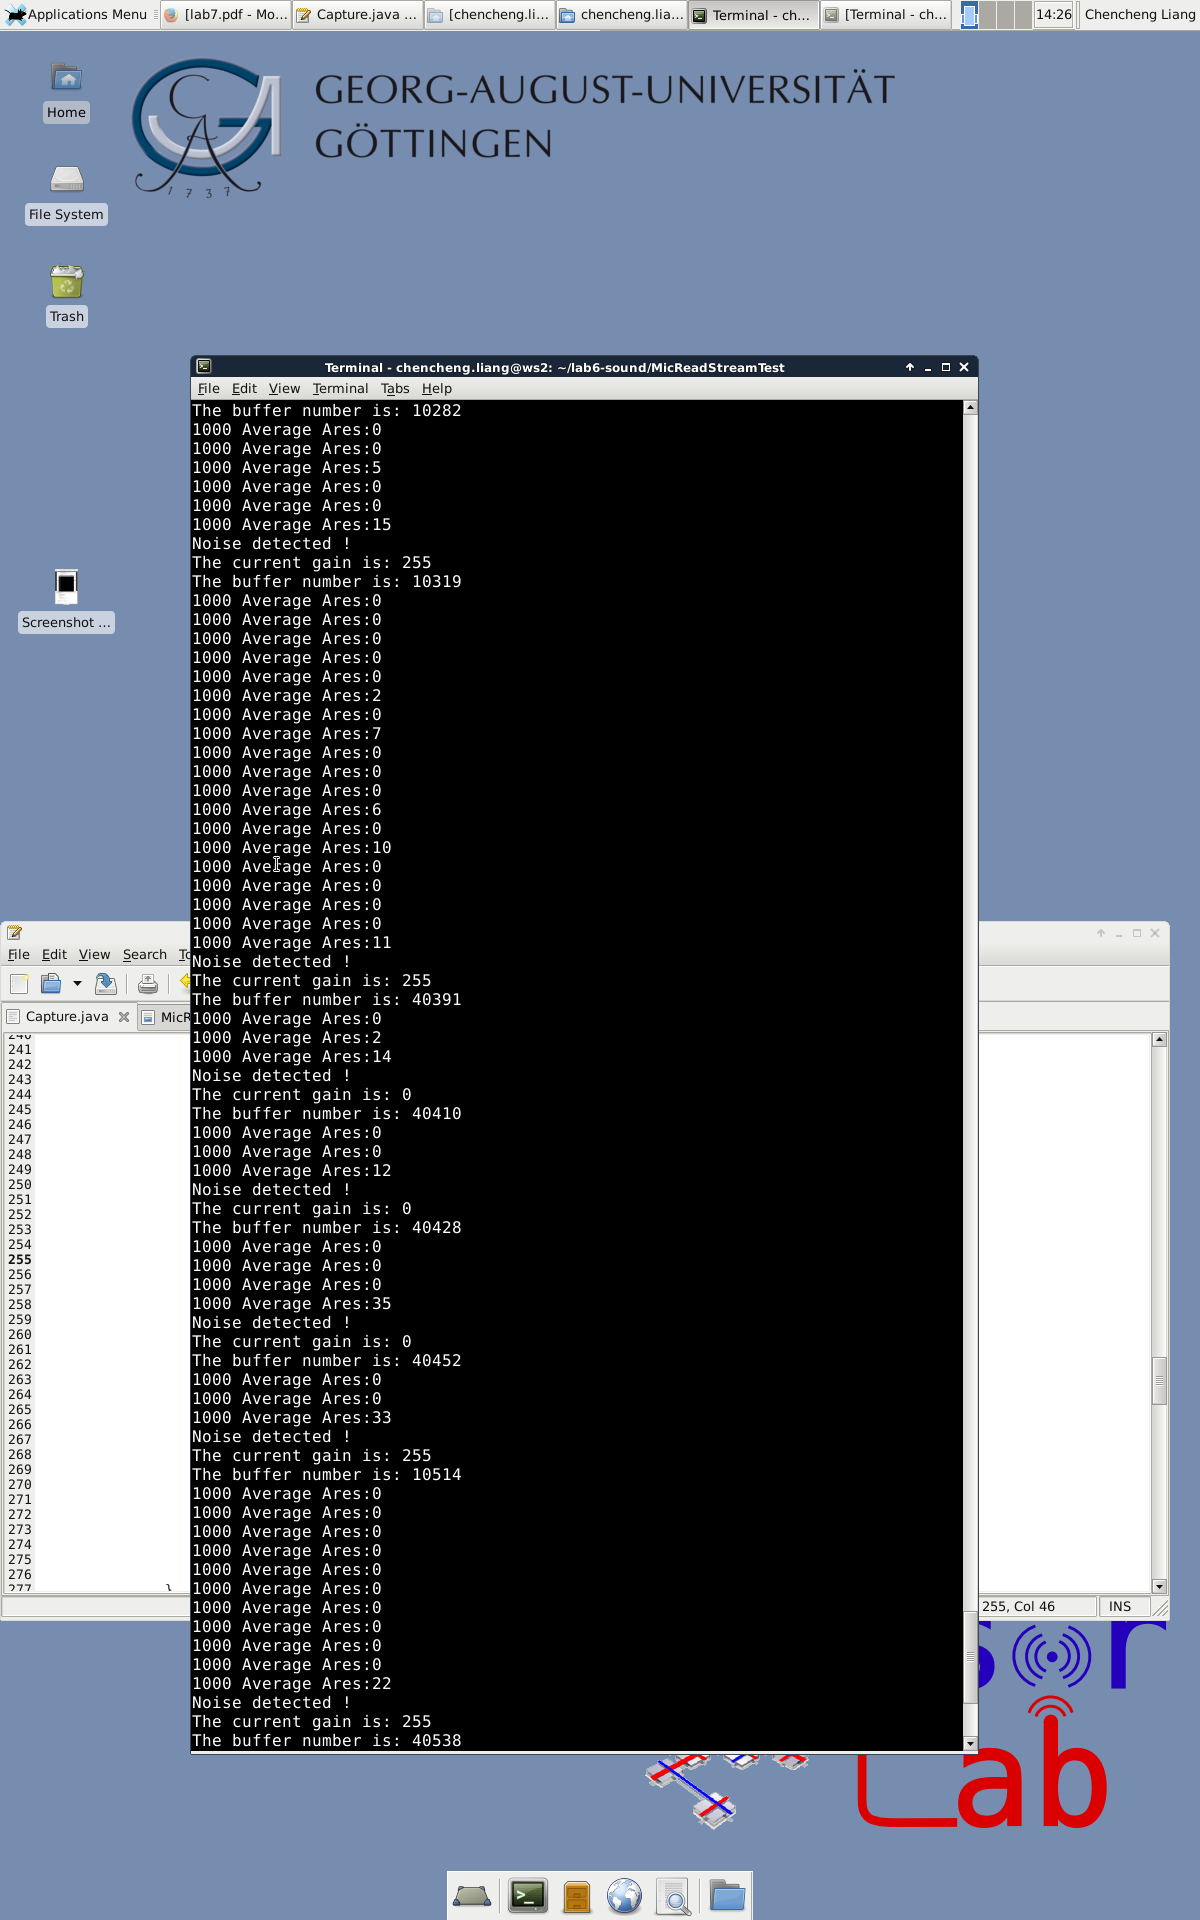 Applications Menu
[lab7.pdf - Mo...
Capture.java ...
[chencheng.li...
chencheng.lia...
Terminal - ch...
[Terminal - ch...
14:26
Chencheng Liang
GEORG-AUGUST-UNIVERSITÄT
GÖTTINGEN
1737
Home
File System
Trash
Screenshot ...
Terminal - chencheng.liang@ws2: ~/lab6-sound/MicReadStreamTest
File Edit View Terminal Tabs Help
The buffer number is: 10282
1000 Average Ares:0
1000 Average Ares:0
1000 Average Ares:5
1000 Average Ares:0
1000 Average Ares:0
1000 Average Ares:15
Noise detected !
The current gain is: 255
The buffer number is: 10319
1000 Average Ares:0
1000 Average Ares:0
1000 Average Ares:0
1000 Average Ares:0
1000 Average Ares:0
1000 Average Ares:2
1000 Average Ares:0
1000 Average Ares:7
1000 Average Ares:0
1000 Average Ares:0
1000 Average Ares:0
1000 Average Ares:6
1000 Average Ares:0
1000 Average Ares:10
1000 Average Ares:0
1000 Average Ares:0
1000 Average Ares:0
1000 Average Ares:0
1000 Average Ares:11
Noise detected !
The current gain is: 255
The buffer number is: 40391
1000 Average Ares:0
1000 Average Ares:2
1000 Average Ares:14
Noise detected !
The current gain is: 0
The buffer number is: 40410
1000 Average Ares:0
1000 Average Ares:0
1000 Average Ares:12
Noise detected !
The current gain is: 0
The buffer number is: 40428
1000 Average Ares:0
1000 Average Ares:0
1000 Average Ares:0
1000 Average Ares:35
Noise detected !
The current gain is: 0
The buffer number is: 40452
1000 Average Ares:0
1000 Average Ares:0
1000 Average Ares:33
Noise detected !
The current gain is: 255
The buffer number is: 10514
1000 Average Ares:0
1000 Average Ares:0
1000 Average Ares:0
1000 Average Ares:0
1000 Average Ares:0
1000 Average Ares:0
1000 Average Ares:0
1000 Average Ares:0
1000 Average Ares:0
1000 Average Ares:0
1000 Average Ares:22
Noise detected !
The current gain is: 255
The buffer number is: 40538
File Edit View Search To
Capture.java
MicR
240
241
242
243
244
245
246
247
248
249
250
251
252
253
254
255
256
257
258
259
260
261
262
263
264
265
266
267
268
269
270
271
272
273
274
275
276
277 }
255, Col 46
INS
sor
Lab